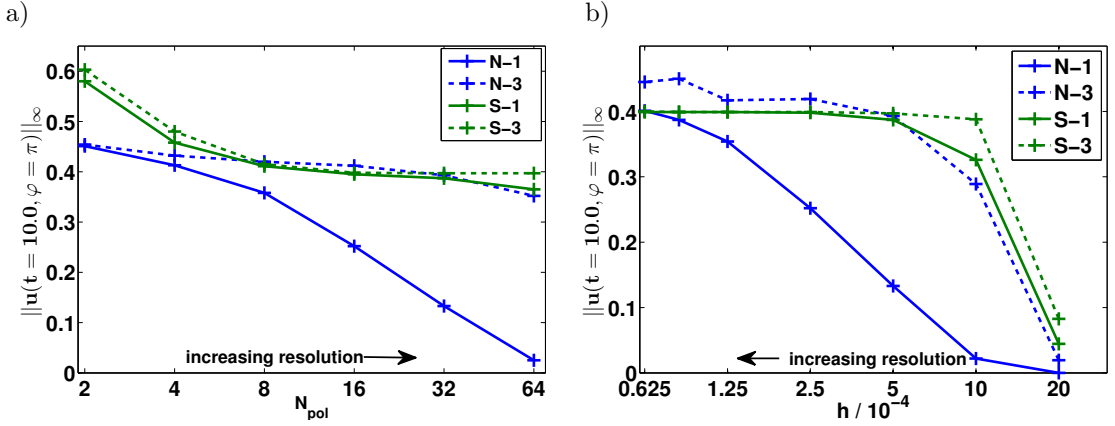 a)
||u(t = 10.0, φ = π)||∞
0.6
0.5
0.4
0.3
0.2
0.1
0
2
4
8
16
32
64
N_pol
N−1
N−3
S−1
S−3
increasing resolution
b)
||u(t = 10.0, φ = π)||∞
0.4
0.3
0.2
0.1
0
0.625
1.25
2.5
5
10
20
h / 10^−4
N−1
N−3
S−1
S−3
increasing resolution